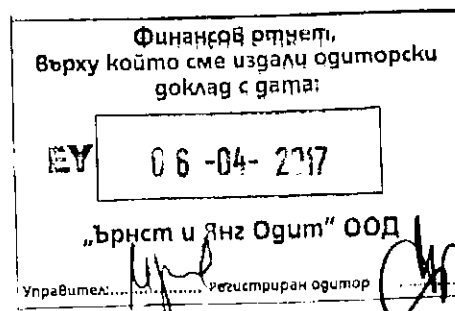 Финансов отчет,
върху който сме издали одиторски
доклад с дата:
EY 06 -04- 2017
„Ърнст и Янг Одит“ ООД
Управител:............ Регистриран одитор ............